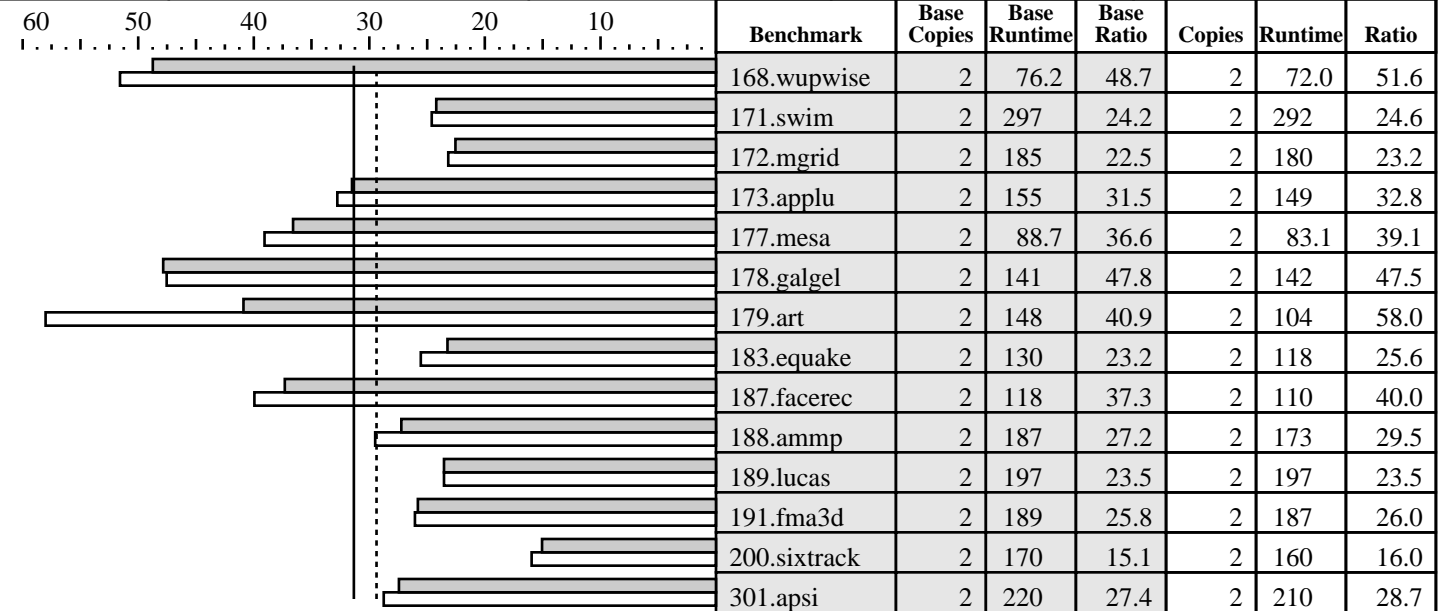 60 50 40 30 20 10
Benchmark Base Copies Base Runtime Base Ratio Copies Runtime Ratio
168.wupwise 2 76.2 48.7 2 72.0 51.6
171.swim 2 297 24.2 2 292 24.6
172.mgrid 2 185 22.5 2 180 23.2
173.applu 2 155 31.5 2 149 32.8
177.mesa 2 88.7 36.6 2 83.1 39.1
178.galgel 2 141 47.8 2 142 47.5
179.art 2 148 40.9 2 104 58.0
183.equake 2 130 23.2 2 118 25.6
187.facerec 2 118 37.3 2 110 40.0
188.ammp 2 187 27.2 2 173 29.5
189.lucas 2 197 23.5 2 197 23.5
191.fma3d 2 189 25.8 2 187 26.0
200.sixtrack 2 170 15.1 2 160 16.0
301.apsi 2 220 27.4 2 210 28.7